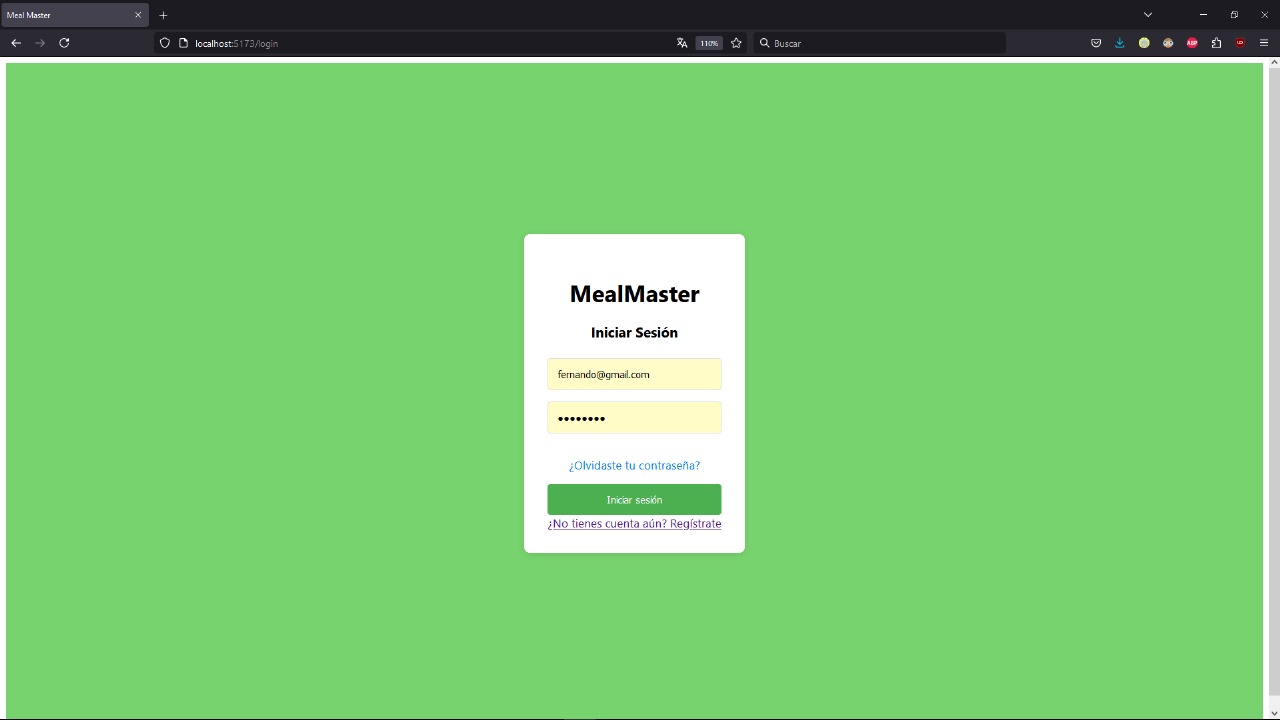 Meal Master
localhost:5173/login
110%
Buscar
ABP
MealMaster
Iniciar Sesión
fernando@gmail.com
••••••••
¿Olvidaste tu contraseña?
Iniciar sesión
¿No tienes cuenta aún? Regístrate